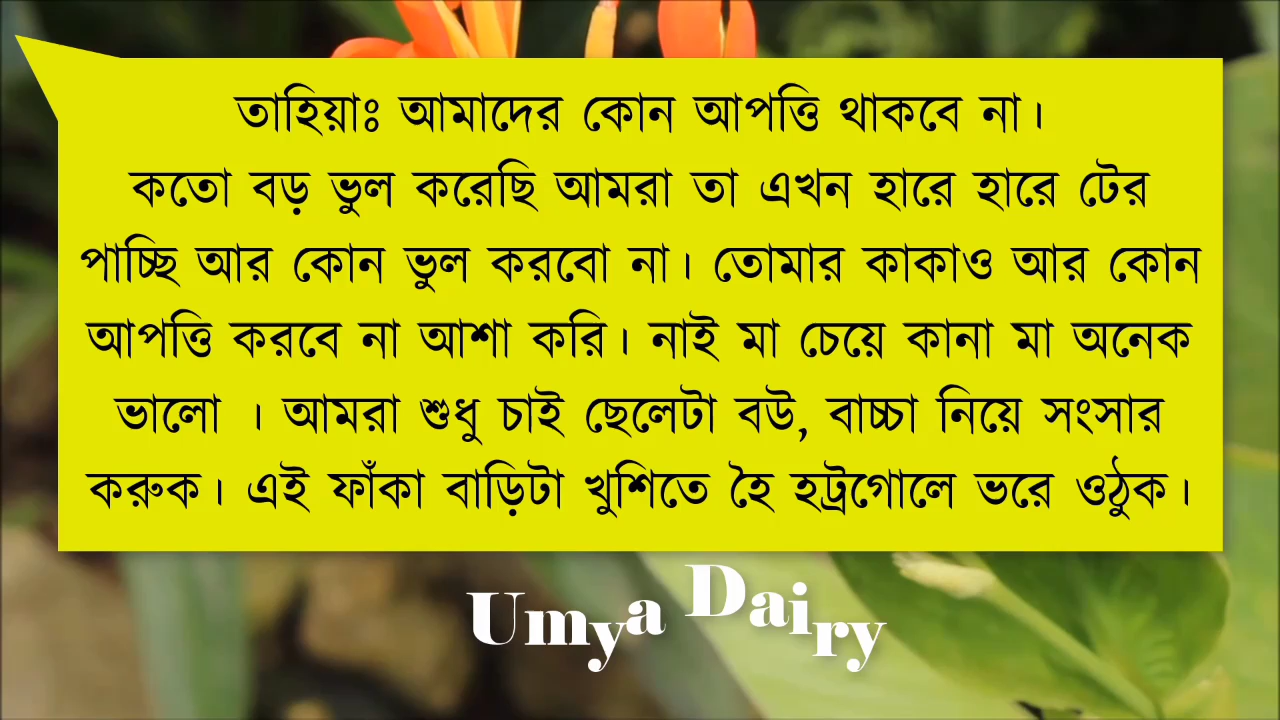 তাহিয়াঃ আমাদের কোন আপত্তি থাকবে না।
কতো বড় ভুল করেছি আমরা তা এখন হারে হারে টের
পাচ্ছি আর কোন ভুল করবো না। তোমার কাকাও আর কোন
আপত্তি করবে না আশা করি। নাই মা চেয়ে কানা মা অনেক
ভালো । আমরা শুধু চাই ছেলেটা বউ, বাচ্চা নিয়ে সংসার
করুক। এই ফাঁকা বাড়িটা খুশিতে হৈ হট্রগোলে ভরে ওঠুক।
Umya Dairy